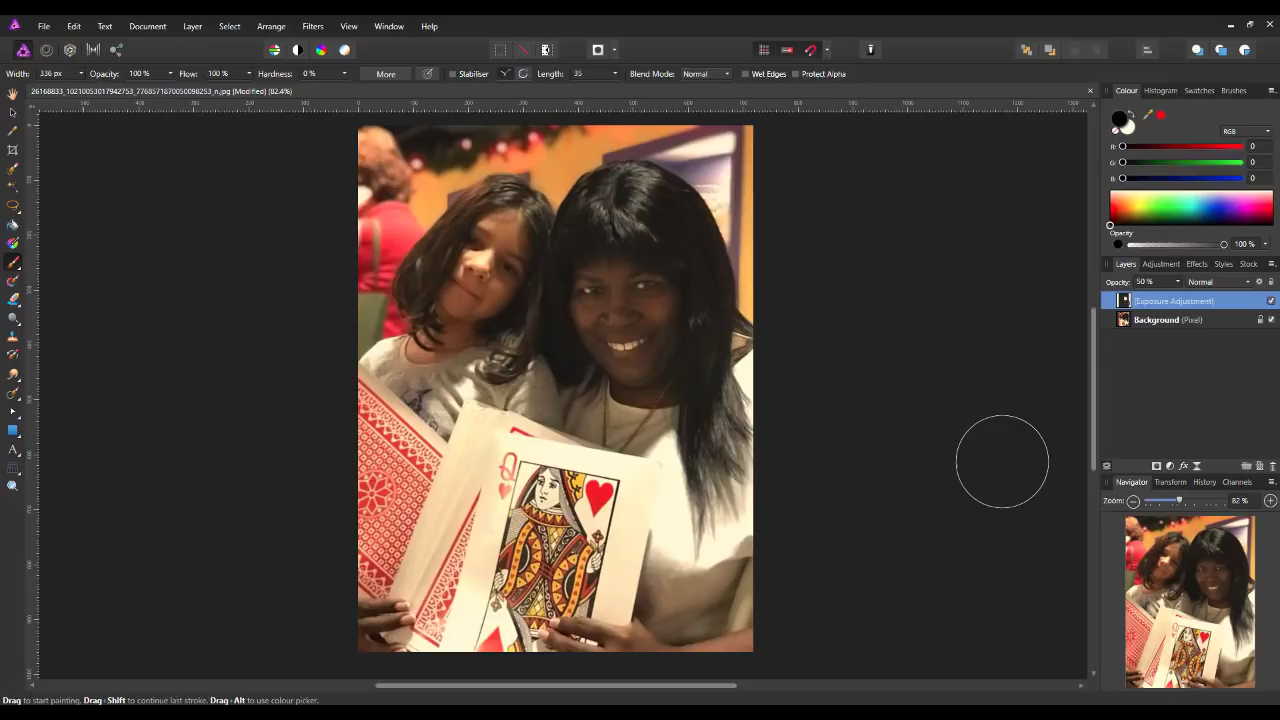 File Edit Text Document Layer Select Arrange Filters View Window Help
Width: 336 px Opacity: 100 % Flow: 100 % Hardness: 0 % More Stabiliser Length: 35 Blend Mode: Normal Wet Edges Protect Alpha
26168833_10210053017942753_7768571870050098253_n.jpg (Modified) (82.4%)
Colour Histogram Swatches Brushes
RGB
R: 0
G: 0
B: 0
Opacity
100 %
Layers Adjustment Effects Styles Stock
Opacity: 50 % Normal
(Exposure Adjustment)
Background (Pixel)
Q
Navigator Transform History Channels
Zoom: 82 %
Drag to start painting. Drag+Shift to continue last stroke. Drag+Alt to use colour picker.